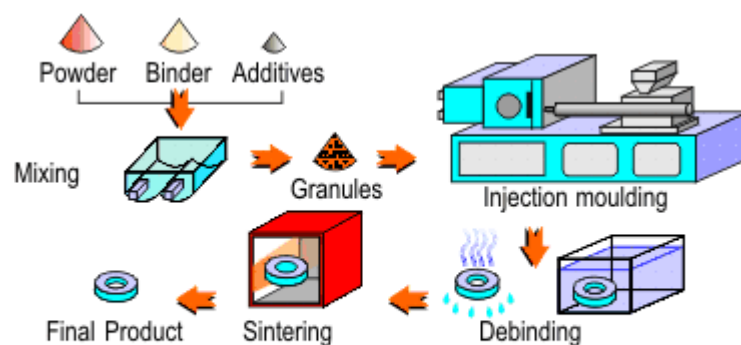 Powder Binder Additives
Mixing
Granules
Injection moulding
Final Product
Sintering
Debinding